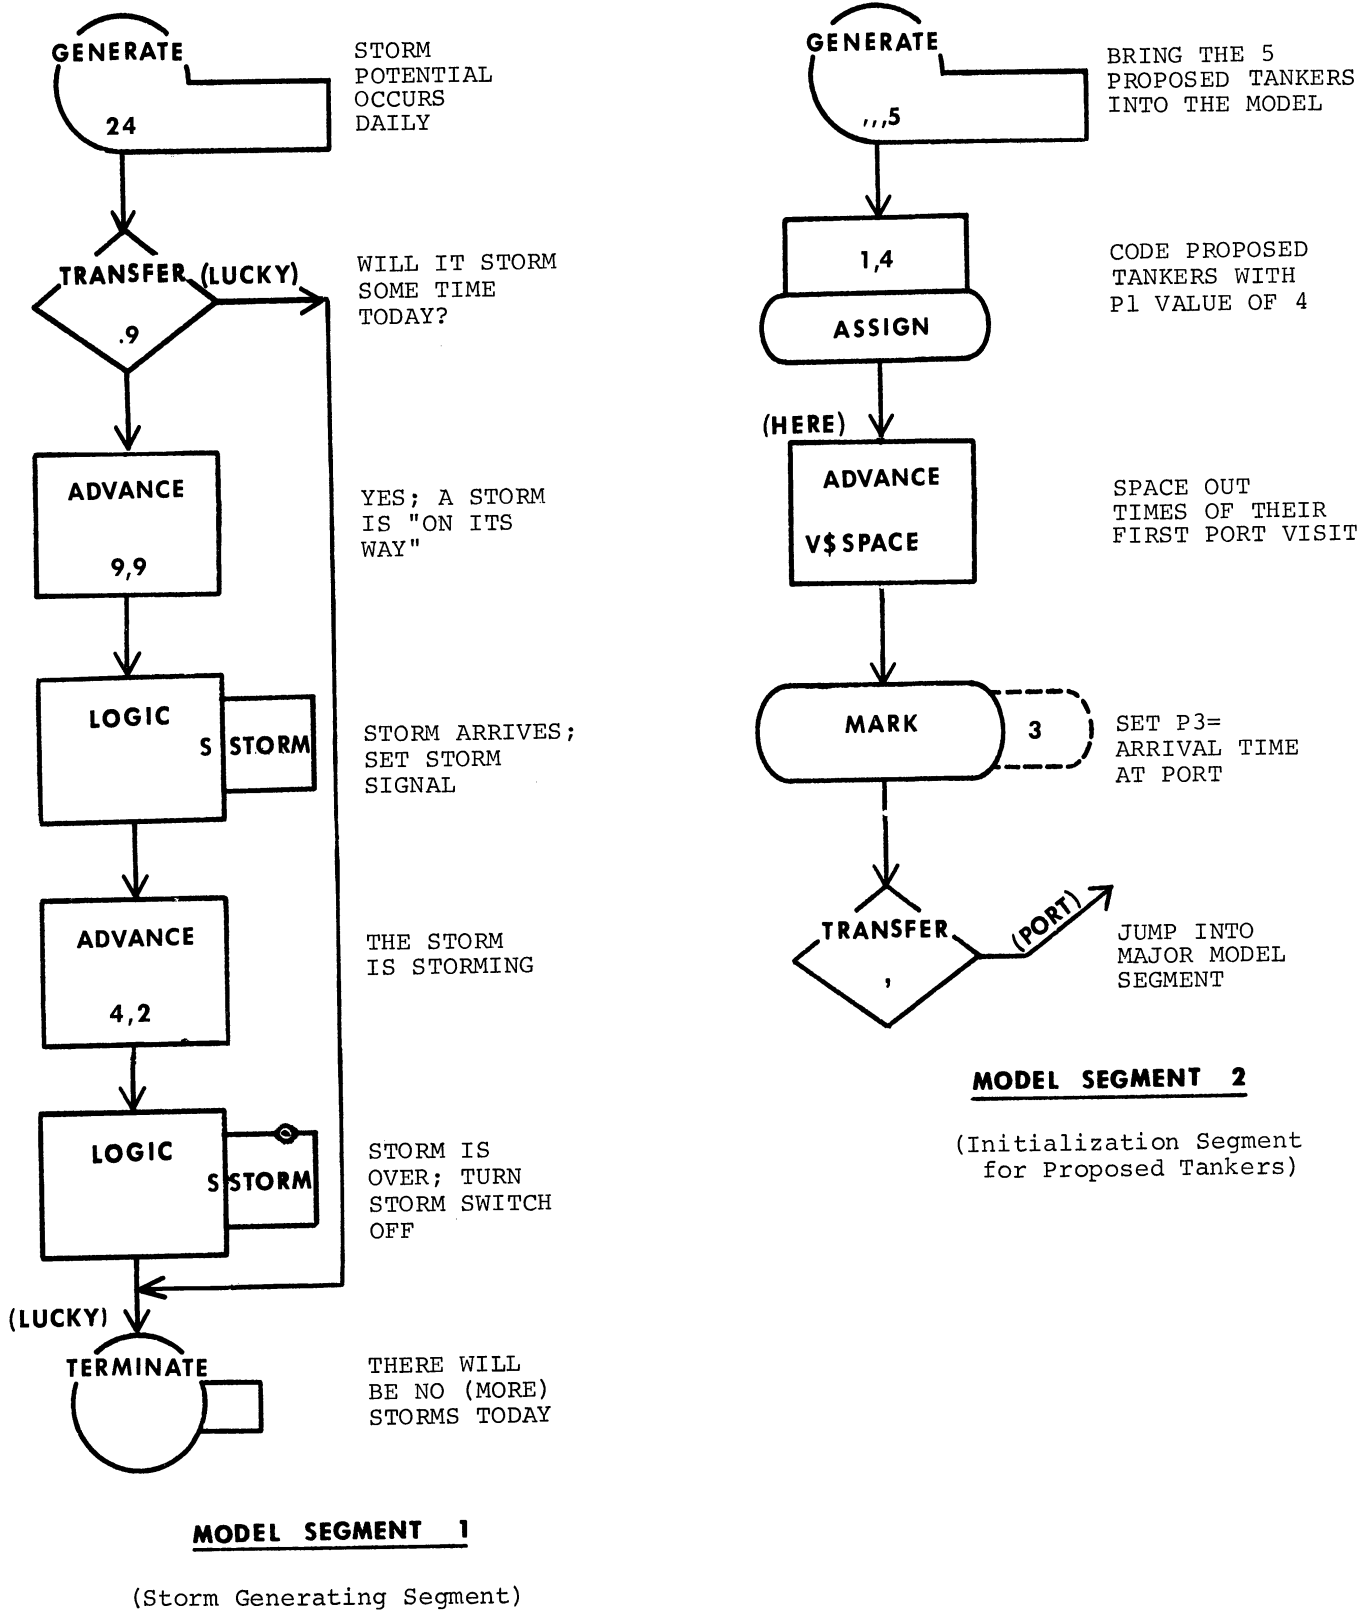 GENERATE
24
STORM
POTENTIAL
OCCURS
DAILY
TRANSFER (LUCKY)
.9
WILL IT STORM
SOME TIME
TODAY?
ADVANCE
9,9
YES; A STORM
IS "ON ITS
WAY"
LOGIC
S STORM
STORM ARRIVES;
SET STORM
SIGNAL
ADVANCE
4,2
THE STORM
IS STORMING
LOGIC
S STORM
STORM IS
OVER; TURN
STORM SWITCH
OFF
(LUCKY)
TERMINATE
THERE WILL
BE NO (MORE)
STORMS TODAY
MODEL SEGMENT 1
(Storm Generating Segment)
GENERATE
,,,5
BRING THE 5
PROPOSED TANKERS
INTO THE MODEL
1,4
ASSIGN
CODE PROPOSED
TANKERS WITH
P1 VALUE OF 4
(HERE)
ADVANCE
V$SPACE
SPACE OUT
TIMES OF THEIR
FIRST PORT VISIT
MARK
3
SET P3=
ARRIVAL TIME
AT PORT
TRANSFER
,
(PORT)
JUMP INTO
MAJOR MODEL
SEGMENT
MODEL SEGMENT 2
(Initialization Segment
for Proposed Tankers)